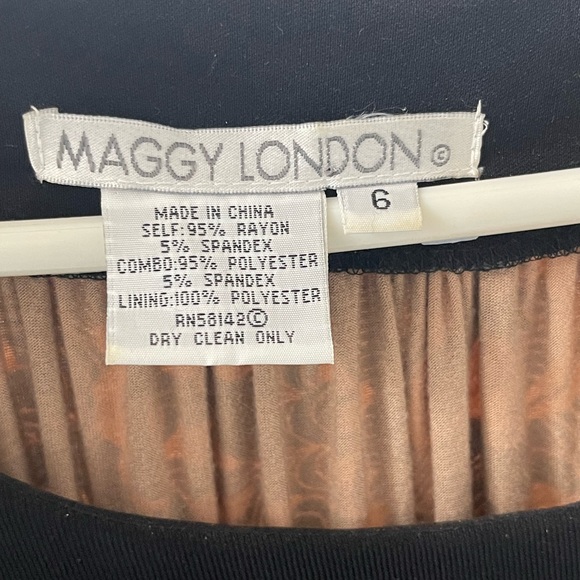 MAGGY LONDON ©
6
MADE IN CHINA
SELF:95% RAYON
5% SPANDEX
COMBO:95% POLYESTER
5% SPANDEX
LINING:100% POLYESTER
RN58142©
DRY CLEAN ONLY